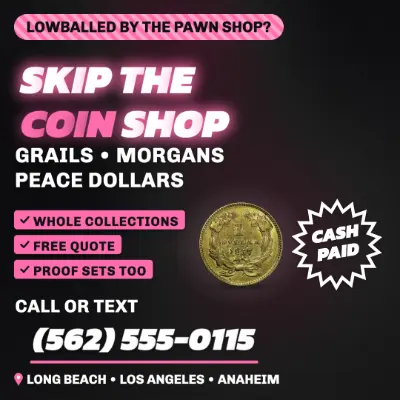 LOWBALLED BY THE PAWN SHOP?
SKIP THE
COIN SHOP
GRAILS • MORGANS
PEACE DOLLARS
WHOLE COLLECTIONS
FREE QUOTE
PROOF SETS TOO
CASH
PAID
CALL OR TEXT
(562) 555-0115
LONG BEACH • LOS ANGELES • ANAHEIM